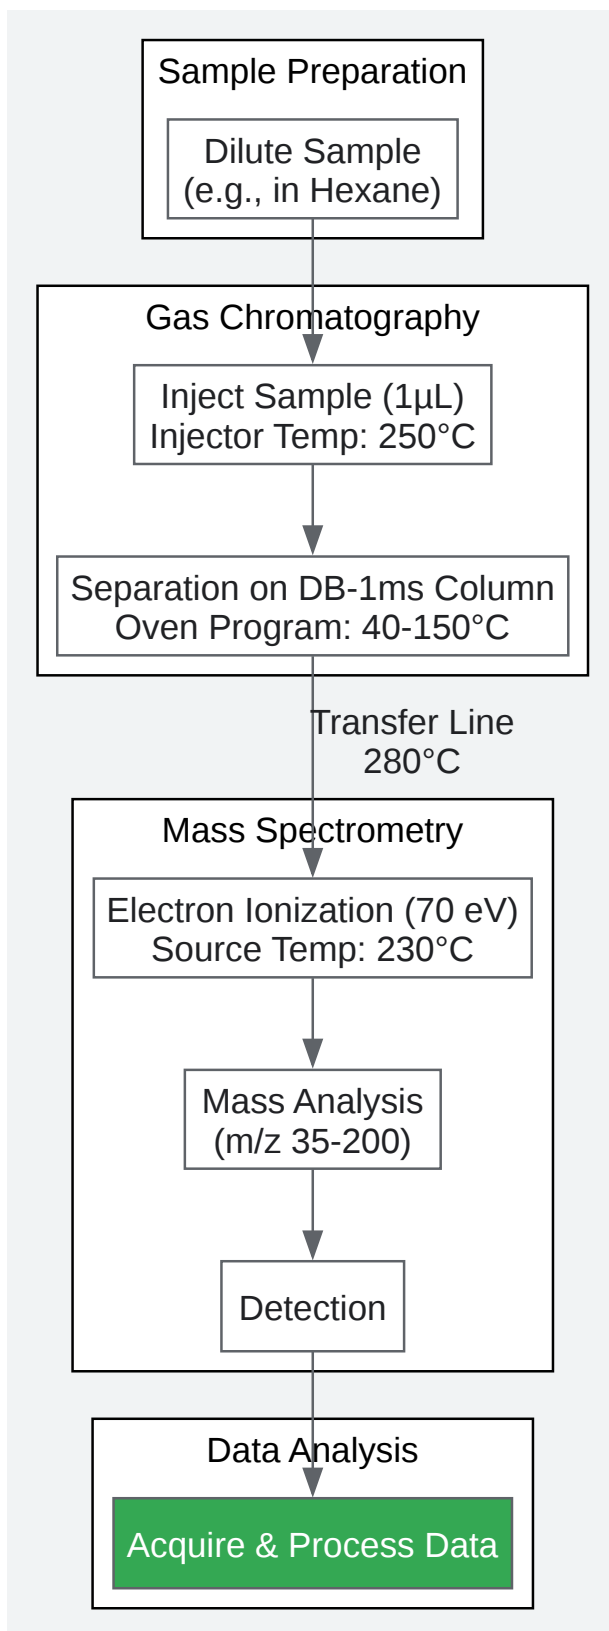 Sample Preparation
Dilute Sample
(e.g., in Hexane)
Gas Chromatography
Inject Sample (1µL)
Injector Temp: 250°C
Separation on DB-1ms Column
Oven Program: 40-150°C
Transfer Line
280°C
Mass Spectrometry
Electron Ionization (70 eV)
Source Temp: 230°C
Mass Analysis
(m/z 35-200)
Detection
Data Analysis
Acquire & Process Data